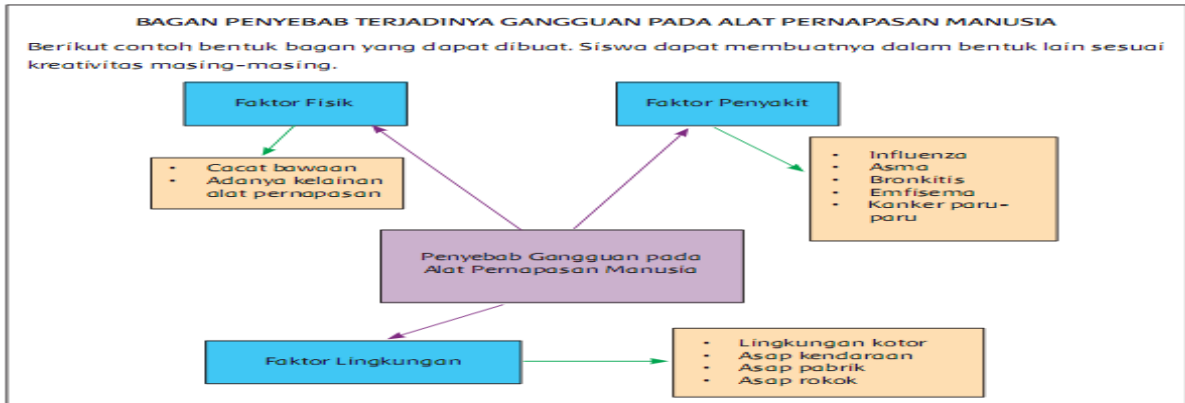 BAGAN PENYEBAB TERJADINYA GANGGUAN PADA ALAT PERNAPASAN MANUSIA
Berikut contoh bentuk bagan yang dapat dibuat. Siswa dapat membuatnya dalam bentuk lain sesuai
kreativitas masing-masing.
Faktor Fisik
• Cacat bawaan
• Adanya kelainan
alat pernapasan
Faktor Penyakit
• Influenza
• Asma
• Bronkitis
• Emfisema
• Kanker paru-
paru
Penyebab Gangguan pada
Alat Pernapasan Manusia
Faktor Lingkungan
• Lingkungan kotor
• Asap kendaraan
• Asap pabrik
• Asap rokok